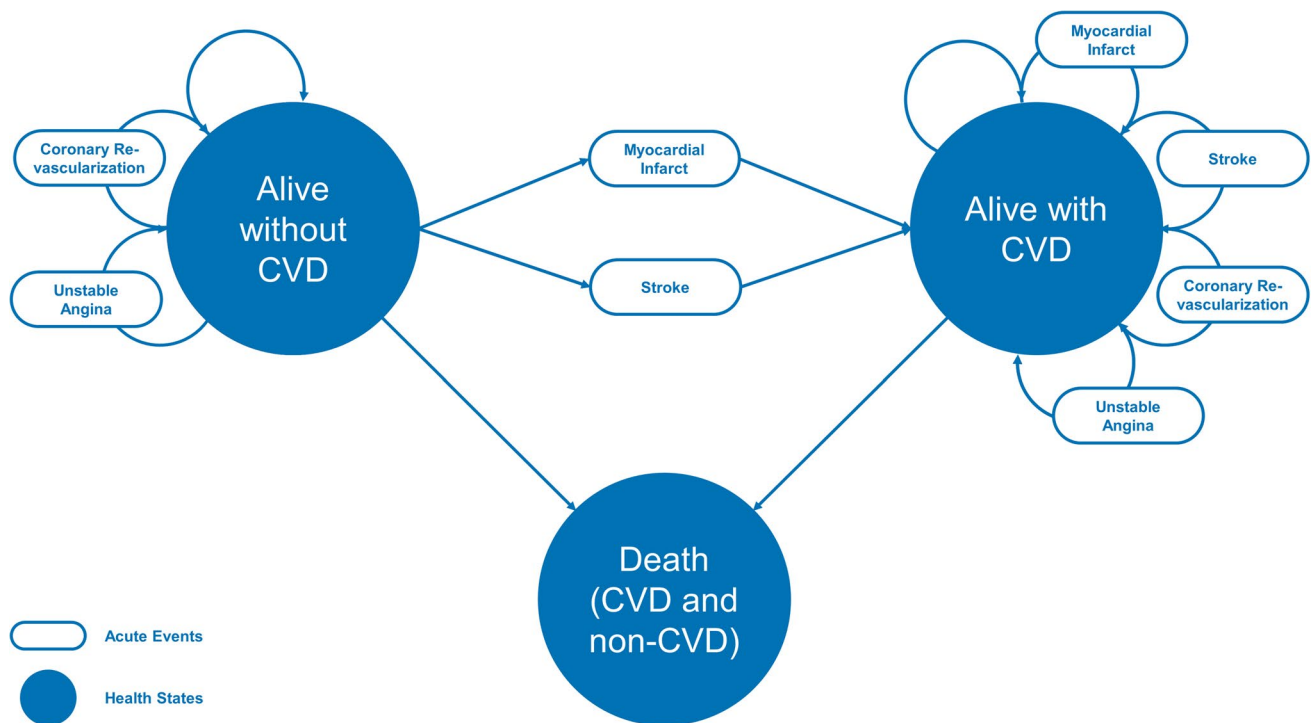 Myocardial
Infarct
Coronary Re-
vascularization
Alive
without
CVD
Unstable
Angina
Myocardial
Infarct
Stroke
Alive with
CVD
Stroke
Coronary Re-
vascularization
Unstable
Angina
Death
(CVD and
non-CVD)
Acute Events
Health States